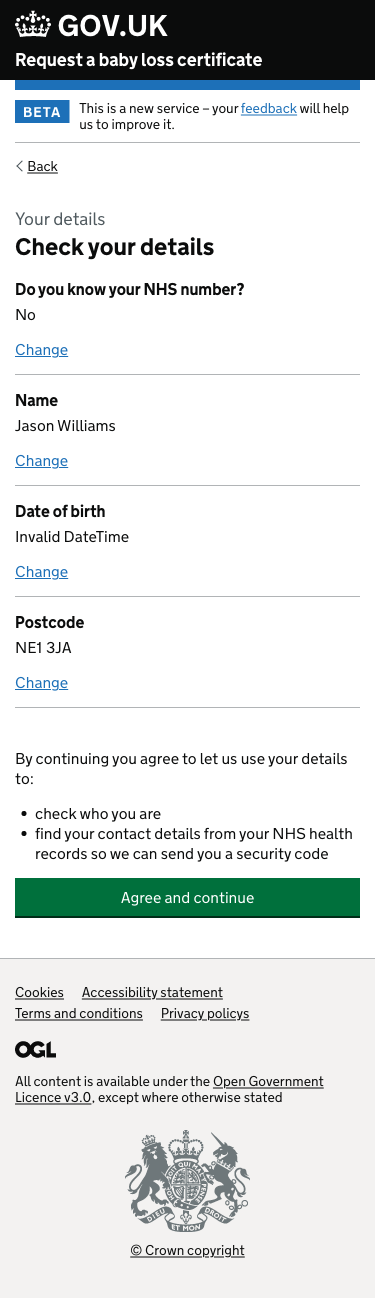 GOV.UK
Request a baby loss certificate
BETA
This is a new service – your feedback will help
us to improve it.
Back
Your details
Check your details
Do you know your NHS number?
No
Change
Name
Jason Williams
Change
Date of birth
Invalid DateTime
Change
Postcode
NE1 3JA
Change
By continuing you agree to let us use your details
to:
• check who you are
• find your contact details from your NHS health
records so we can send you a security code
Agree and continue
Cookies Accessibility statement
Terms and conditions Privacy policys
OGL
All content is available under the Open Government
Licence v3.0, except where otherwise stated
DIEU ET MON DROIT
© Crown copyright